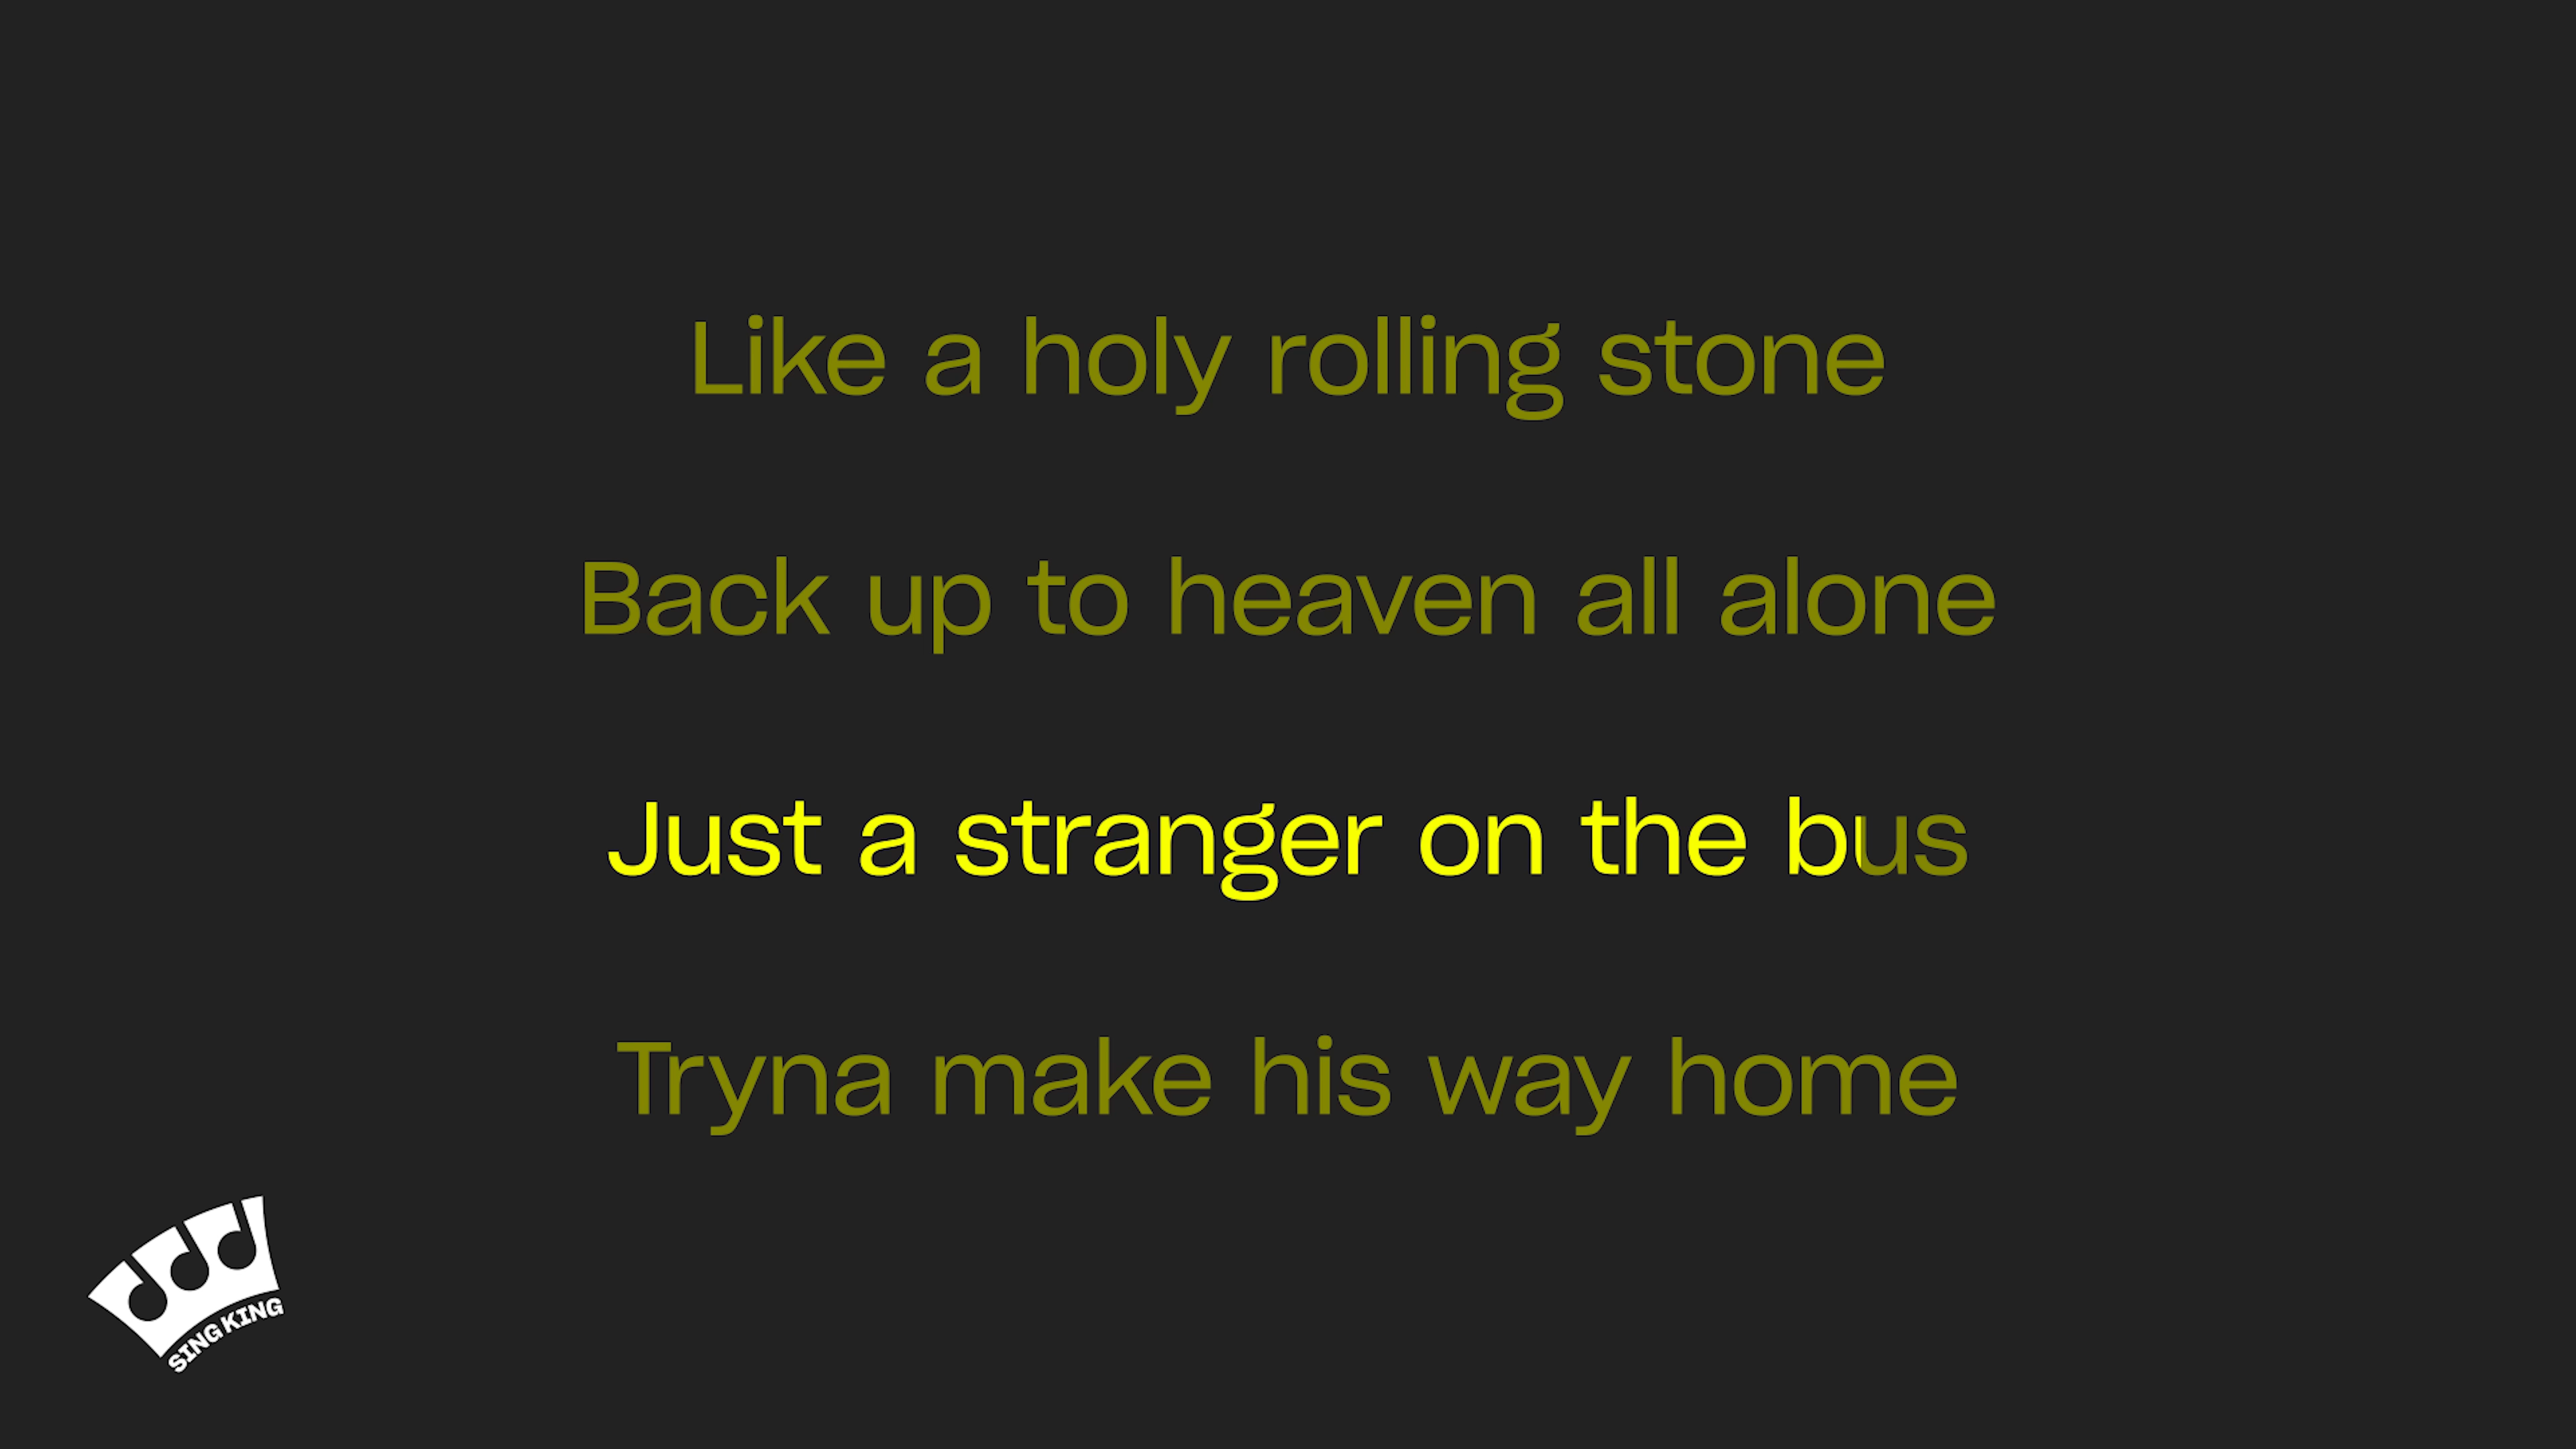 Like a holy rolling stone
Back up to heaven all alone
Just a stranger on the bus
Tryna make his way home
SING KING